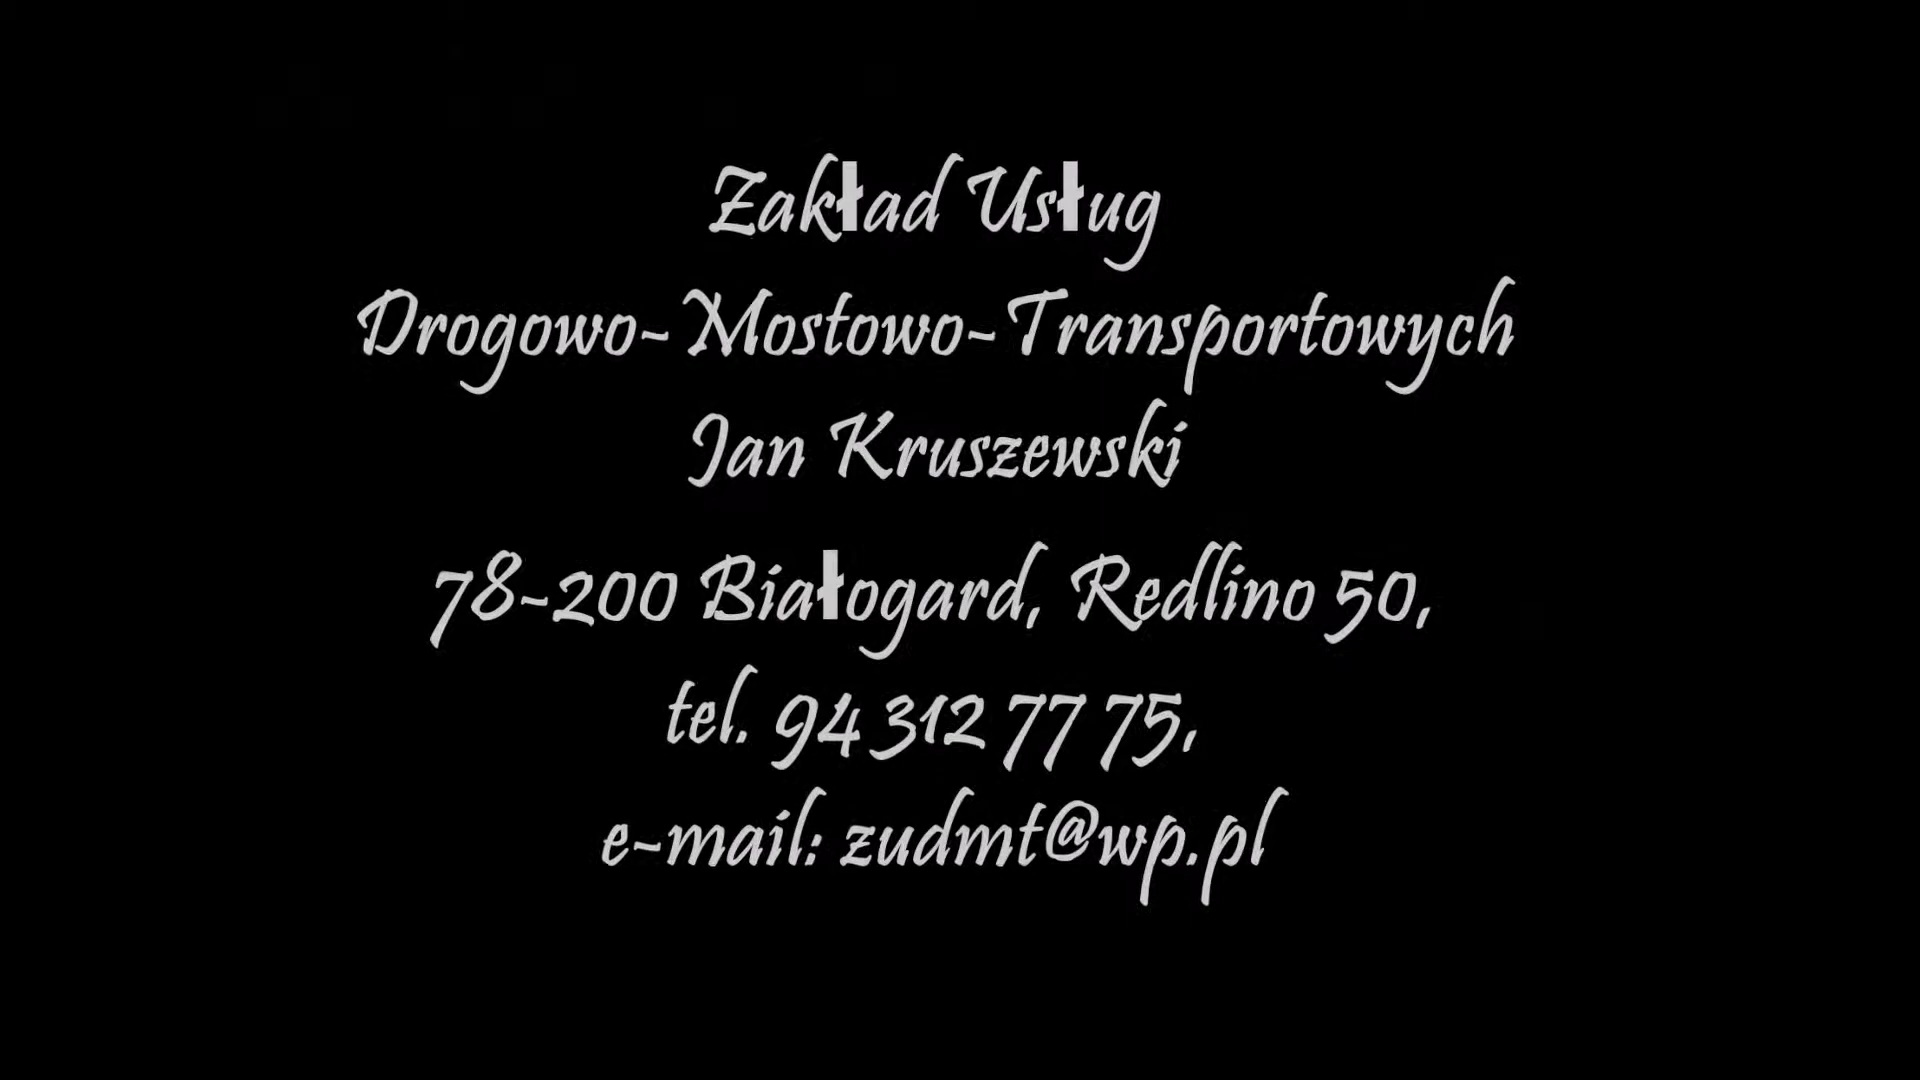 Zakład Usług
Drogowo-Mostowo-Transportowych
Jan Kruszewski
78-200 Białogard, Redlino 50,
tel. 94 312 77 75,
e-mail: zudmt@wp.pl